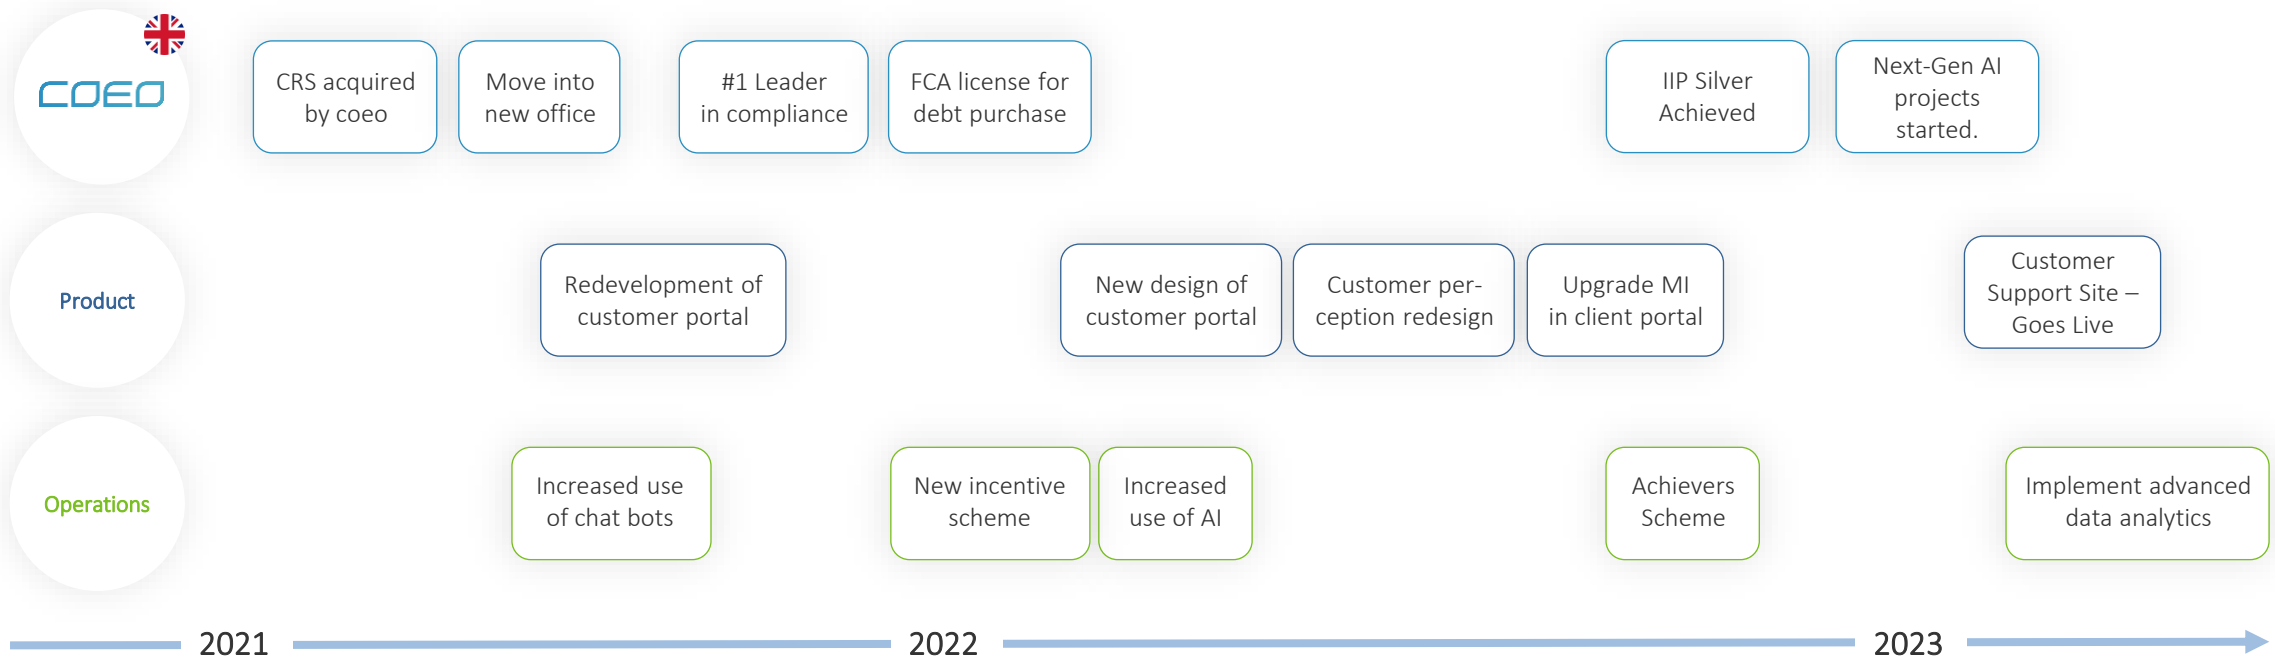 COEO
CRS acquired
by coeo
Move into
new office
#1 Leader
in compliance
FCA license for
debt purchase
IIP Silver
Achieved
Next-Gen AI
projects
started.
Product
Redevelopment of
customer portal
New design of
customer portal
Customer per-
ception redesign
Upgrade MI
in client portal
Customer
Support Site –
Goes Live
Operations
Increased use
of chat bots
New incentive
scheme
Increased
use of AI
Achievers
Scheme
Implement advanced
data analytics
2021
2022
2023